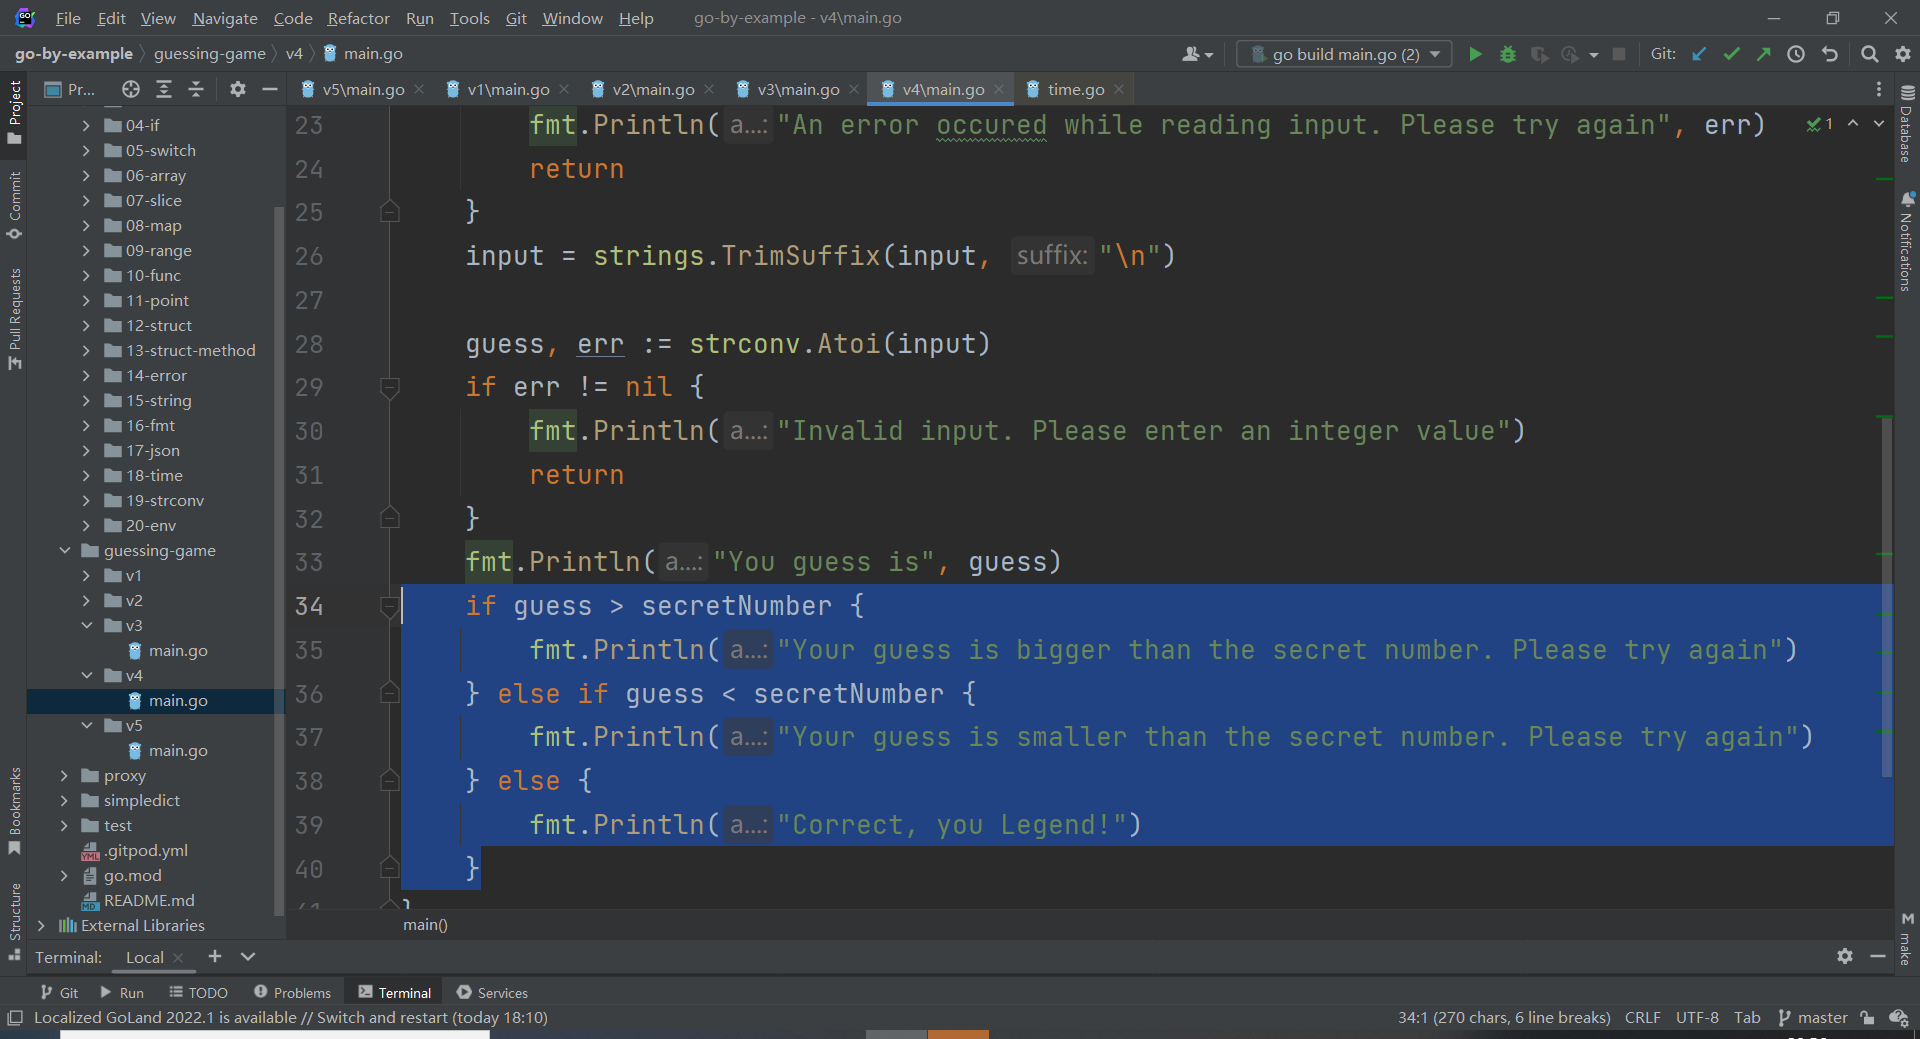 File Edit View Navigate Code Refactor Run Tools Git Window Help go-by-example - v4\main.go
go-by-example guessing-game v4 main.go go build main.go (2) Git:
Pr... v5\main.go v1\main.go v2\main.go v3\main.go v4\main.go time.go
Project
Commit
Pull Requests
Bookmarks
Structure
04-if
05-switch
06-array
07-slice
08-map
09-range
10-func
11-point
12-struct
13-struct-method
14-error
15-string
16-fmt
17-json
18-time
19-strconv
20-env
guessing-game
v1
v2
v3
main.go
v4
main.go
v5
main.go
proxy
simpledict
test
.gitpod.yml
go.mod
README.md
External Libraries
23 fmt.Println(a...: "An error occured while reading input. Please try again", err) 1
24 return
25 }
26 input = strings.TrimSuffix(input, suffix: "\n")
27
28 guess, err := strconv.Atoi(input)
29 if err != nil {
30 fmt.Println(a...: "Invalid input. Please enter an integer value")
31 return
32 }
33 fmt.Println(a...: "You guess is", guess)
34 if guess > secretNumber {
35 fmt.Println(a...: "Your guess is bigger than the secret number. Please try again")
36 } else if guess < secretNumber {
37 fmt.Println(a...: "Your guess is smaller than the secret number. Please try again")
38 } else {
39 fmt.Println(a...: "Correct, you Legend!")
40 }
main()
Database
Notifications
make
Terminal: Local
Git Run TODO Problems Terminal Services
Localized GoLand 2022.1 is available // Switch and restart (today 18:10) 34:1 (270 chars, 6 line breaks) CRLF UTF-8 Tab master